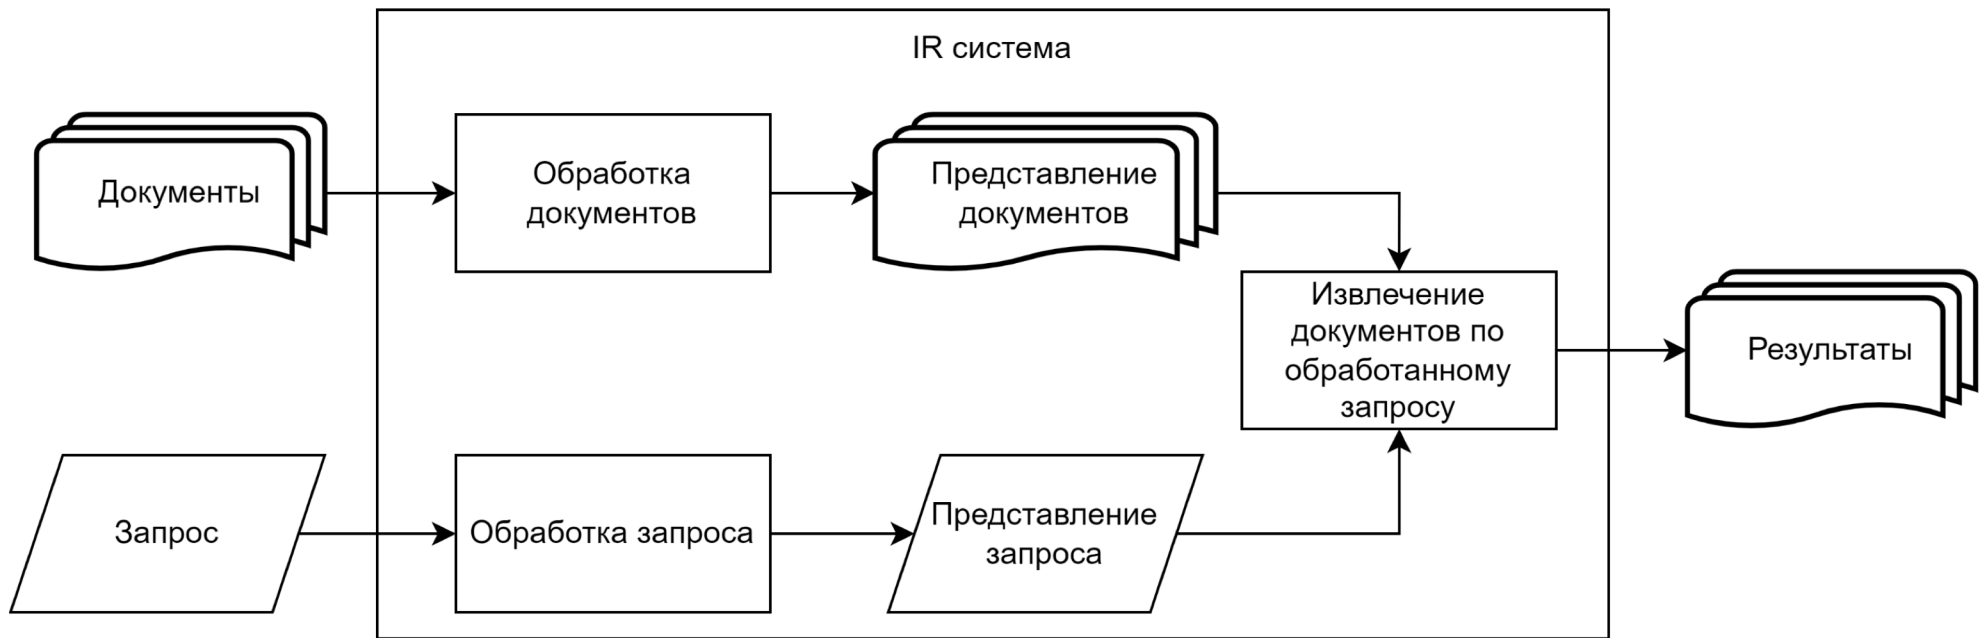 IR система
Документы
Обработка
документов
Представление
документов
Извлечение
документов по
обработанному
запросу
Результаты
Запрос
Обработка запроса
Представление
запроса